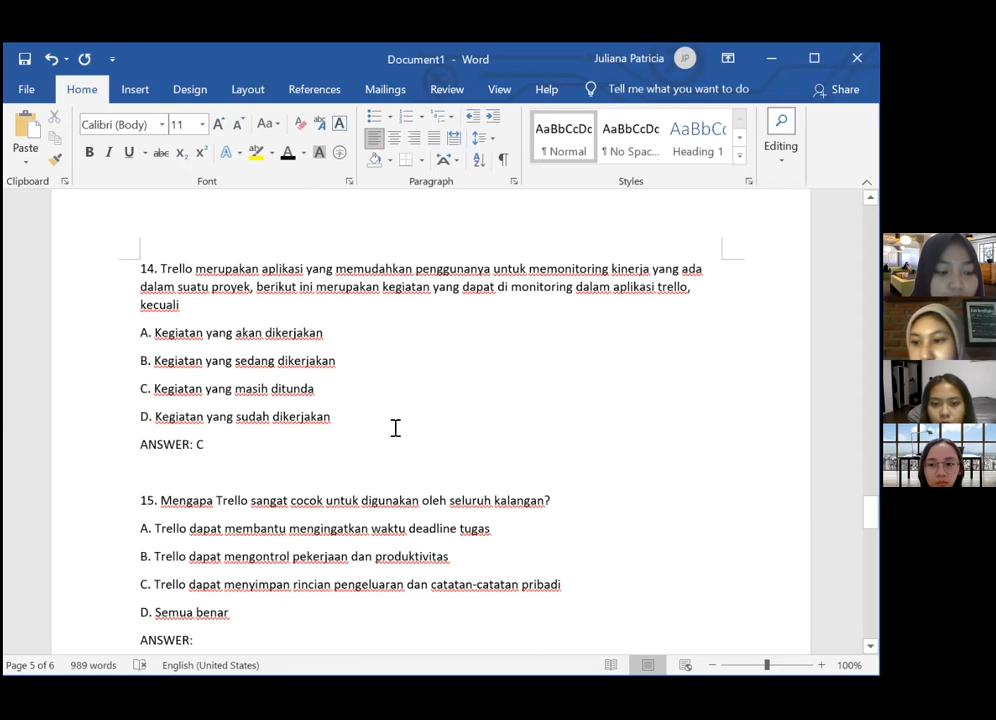 Document1 - Word
Juliana Patricia
JP
File
Home
Insert
Design
Layout
References
Mailings
Review
View
Help
Tell me what you want to do
Share
Paste
Calibri (Body)
11
Clipboard
Font
Paragraph
AaBbCcDc
¶ Normal
AaBbCcDc
¶ No Spac...
AaBbCc
Heading 1
Styles
Editing
14. Trello merupakan aplikasi yang memudahkan penggunanya untuk memonitoring kinerja yang ada
dalam suatu proyek, berikut ini merupakan kegiatan yang dapat di monitoring dalam aplikasi trello,
kecuali
A. Kegiatan yang akan dikerjakan
B. Kegiatan yang sedang dikerjakan
C. Kegiatan yang masih ditunda
D. Kegiatan yang sudah dikerjakan
ANSWER: C
15. Mengapa Trello sangat cocok untuk digunakan oleh seluruh kalangan?
A. Trello dapat membantu mengingatkan waktu deadline tugas
B. Trello dapat mengontrol pekerjaan dan produktivitas
C. Trello dapat menyimpan rincian pengeluaran dan catatan-catatan pribadi
D. Semua benar
ANSWER:
Page 5 of 6
989 words
English (United States)
100%